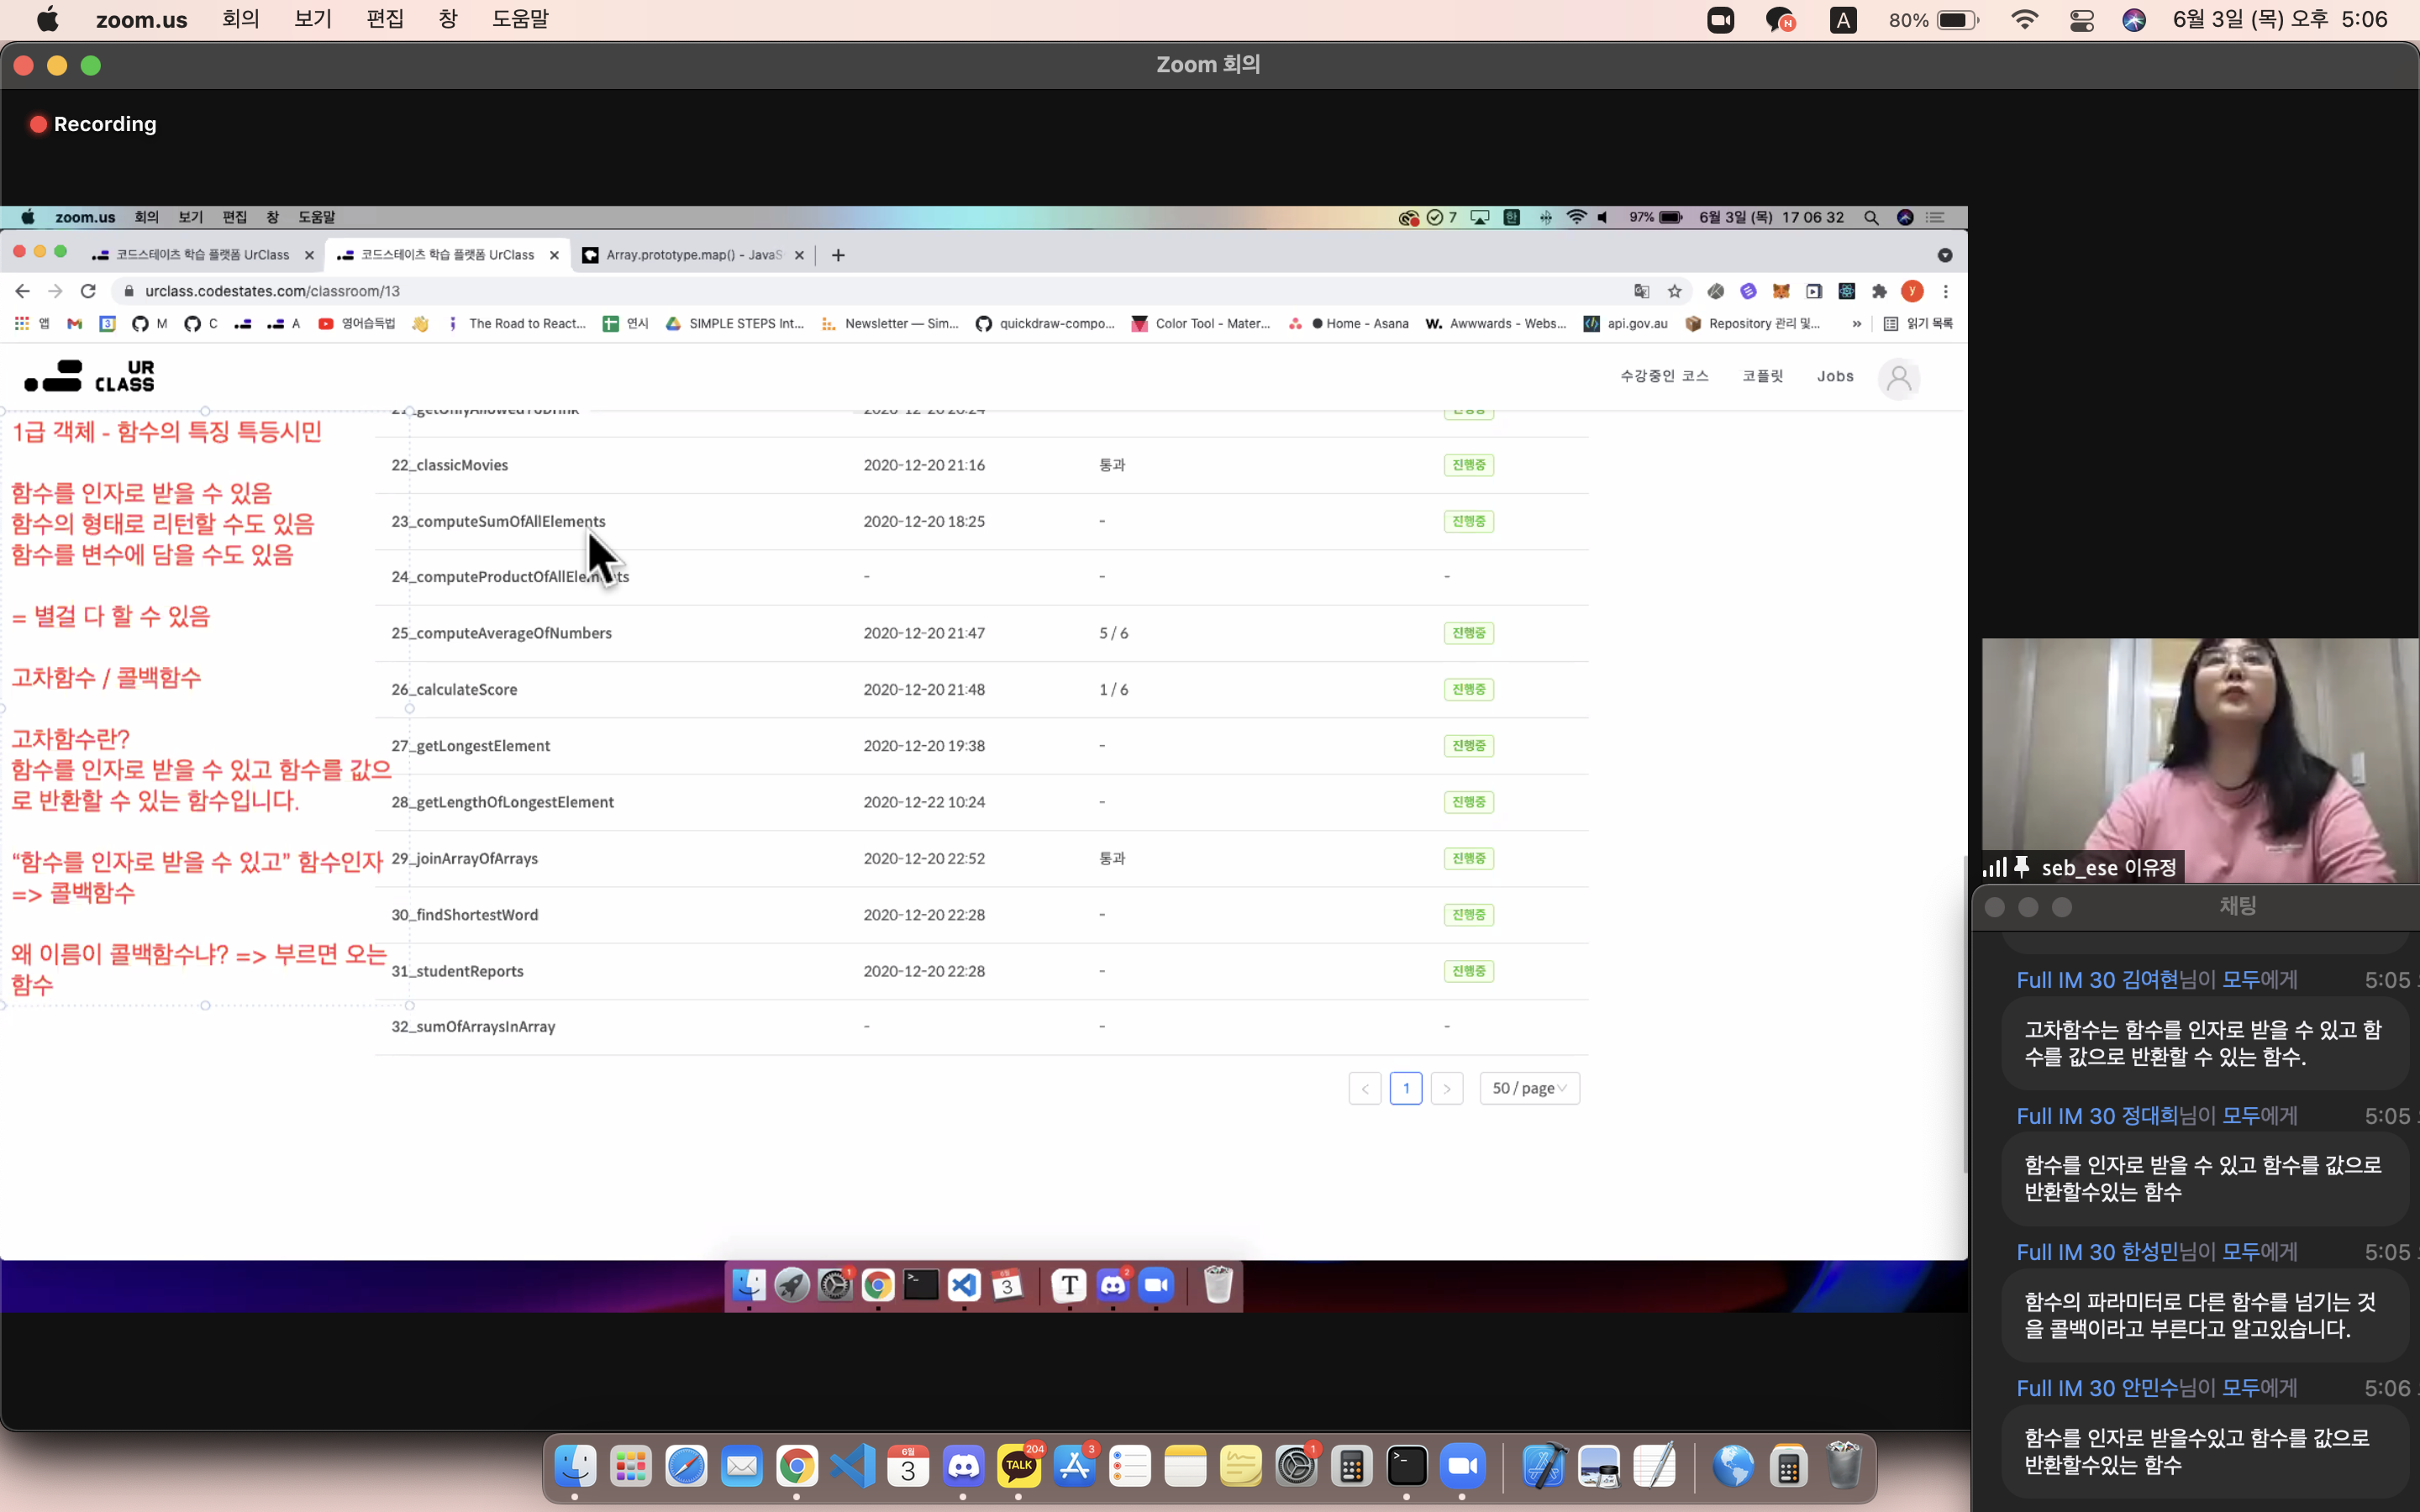 zoom.us 회의 보기 편집 창 도움말
A 80% 6월 3일 (목) 오후 5:06
Zoom 회의
Recording
zoom.us 회의 보기 편집 창 도움말
7 한 97% 6월 3일 (목) 17 06 32
코드스테이츠 학습 플랫폼 UrClass
코드스테이츠 학습 플랫폼 UrClass
Array.prototype.map() - JavaS
urclass.codestates.com/classroom/13
y
앱 M C A 영어습득법 The Road to React... 연시 SIMPLE STEPS Int... Newsletter — Sim... quickdraw-compo... Color Tool - Mater... Home - Asana Awwwards - Webs... api.gov.au Repository 관리 및... » 읽기 목록
UR
CLASS
수강중인 코스 코플릿 Jobs
1급 객체 - 함수의 특징 특등시민
함수를 인자로 받을 수 있음
함수의 형태로 리턴할 수도 있음
함수를 변수에 담을 수도 있음
= 별걸 다 할 수 있음
고차함수 / 콜백함수
고차함수란?
함수를 인자로 받을 수 있고 함수를 값으
로 반환할 수 있는 함수입니다.
“함수를 인자로 받을 수 있고” 함수인자
=> 콜백함수
왜 이름이 콜백함수냐? => 부르면 오는
함수
21_getOnlyAllowedToDrink 2020-12-20 20:24 진행중
22_classicMovies 2020-12-20 21:16 통과 진행중
23_computeSumOfAllElements 2020-12-20 18:25 - 진행중
24_computeProductOfAllElements - - -
25_computeAverageOfNumbers 2020-12-20 21:47 5 / 6 진행중
26_calculateScore 2020-12-20 21:48 1 / 6 진행중
27_getLongestElement 2020-12-20 19:38 - 진행중
28_getLengthOfLongestElement 2020-12-22 10:24 - 진행중
29_joinArrayOfArrays 2020-12-20 22:52 통과 진행중
30_findShortestWord 2020-12-20 22:28 - 진행중
31_studentReports 2020-12-20 22:28 - 진행중
32_sumOfArraysInArray - - -
< 1 > 50 / page
seb_ese 이유정
채팅
Full IM 30 김여현님이 모두에게 5:05
고차함수는 함수를 인자로 받을 수 있고 함
수를 값으로 반환할 수 있는 함수.
Full IM 30 정대희님이 모두에게 5:05
함수를 인자로 받을 수 있고 함수를 값으로
반환할수있는 함수
Full IM 30 한성민님이 모두에게 5:05
함수의 파라미터로 다른 함수를 넘기는 것
을 콜백이라고 부른다고 알고있습니다.
Full IM 30 안민수님이 모두에게 5:06
함수를 인자로 받을수있고 함수를 값으로
반환할수있는 함수
1 3 T 2
6월 3 TALK 204 3 1